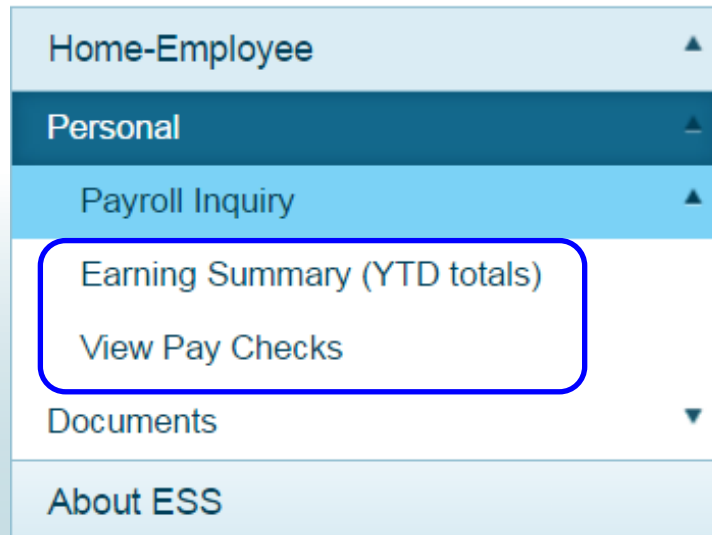 Home-Employee
Personal
Payroll Inquiry
Earning Summary (YTD totals)
View Pay Checks
Documents
About ESS